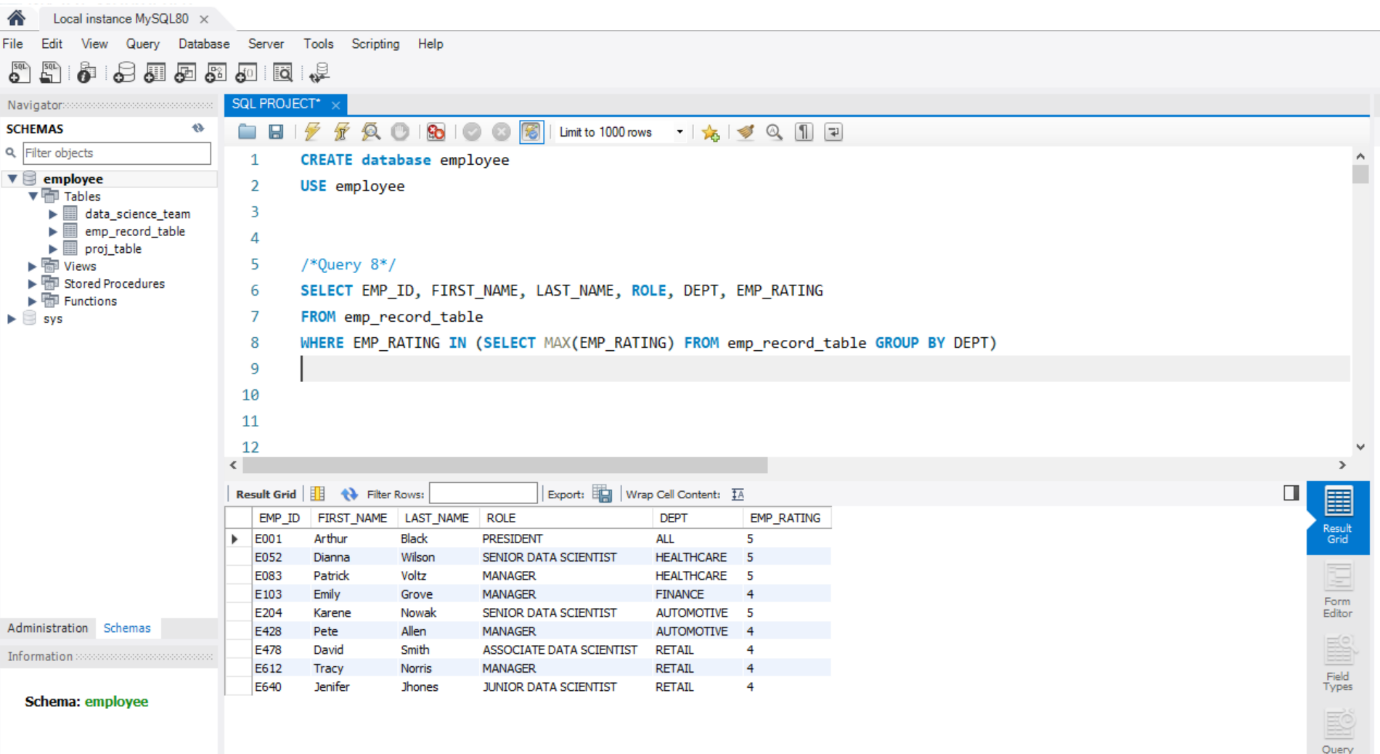 Local instance MySQL80 ×
File Edit View Query Database Server Tools Scripting Help
Navigator
SCHEMAS
Filter objects
employee
Tables
data_science_team
emp_record_table
proj_table
Views
Stored Procedures
Functions
sys
Administration Schemas
Information
Schema: employee
SQL PROJECT* ×
Limit to 1000 rows
1 CREATE database employee
2 USE employee
3
4
5 /*Query 8*/
6 SELECT EMP_ID, FIRST_NAME, LAST_NAME, ROLE, DEPT, EMP_RATING
7 FROM emp_record_table
8 WHERE EMP_RATING IN (SELECT MAX(EMP_RATING) FROM emp_record_table GROUP BY DEPT)
9
10
11
12
Result Grid Filter Rows: Export: Wrap Cell Content:
EMP_ID FIRST_NAME LAST_NAME ROLE DEPT EMP_RATING
E001 Arthur Black PRESIDENT ALL 5
E052 Dianna Wilson SENIOR DATA SCIENTIST HEALTHCARE 5
E083 Patrick Voltz MANAGER HEALTHCARE 5
E103 Emily Grove MANAGER FINANCE 4
E204 Karene Nowak SENIOR DATA SCIENTIST AUTOMOTIVE 5
E428 Pete Allen MANAGER AUTOMOTIVE 4
E478 David Smith ASSOCIATE DATA SCIENTIST RETAIL 4
E612 Tracy Norris MANAGER RETAIL 4
E640 Jenifer Jhones JUNIOR DATA SCIENTIST RETAIL 4
Result
Grid
Form
Editor
Field
Types
Query